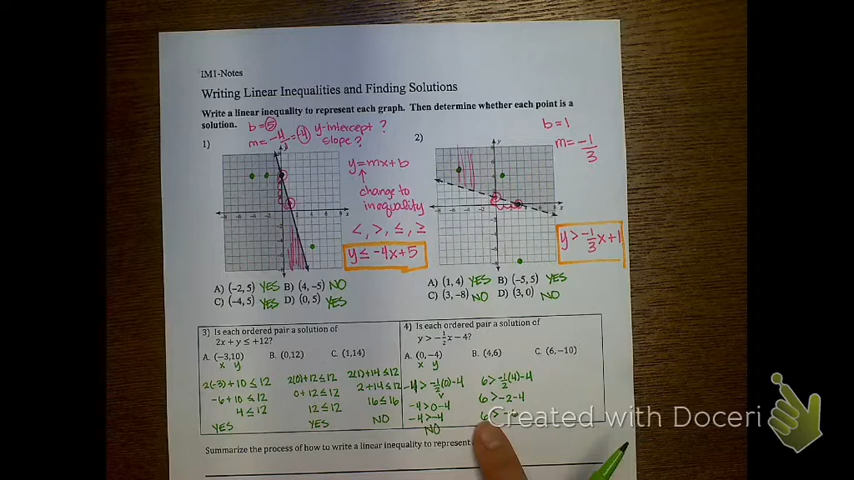 IM1-Notes
Writing Linear Inequalities and Finding Solutions
Write a linear inequality to represent each graph. Then determine whether each point is a
solution.
b=5
m= -4/1 = -4
y-intercept ?
slope ?
1)
y=mx+b
change to
inequality
<, >, ≤, ≥
y ≤ -4x+5
2)
b=1
m= -1/3
y > -1/3x+1
A) (-2, 5) YES B) (4, -5) NO
C) (-4, 5) YES D) (0, 5) YES
A) (1, 4) YES B) (-5, 5) YES
C) (3, -8) NO D) (3, 0) NO
3) Is each ordered pair a solution of
2x + y ≤ +12?
A. (-3,10) B. (0,12) C. (1,14)
x y
2(-3)+10 ≤ 12
-6+10 ≤ 12
4 ≤ 12
YES
2(0)+12 ≤ 12
0+12 ≤ 12
12 ≤ 12
YES
2(1)+14 ≤ 12
2+14 ≤ 12
16 ≤ 16
NO
4) Is each ordered pair a solution of
y > -1/2x - 4?
A. (0, -4) B. (4,6) C. (6, -10)
x y
-4 > -1/2(0)-4
-4 > 0-4
-4 > -4
NO
6 > -1/2(4)-4
6 > -2-4
6
Created with Doceri
Summarize the process of how to write a linear inequality to represent